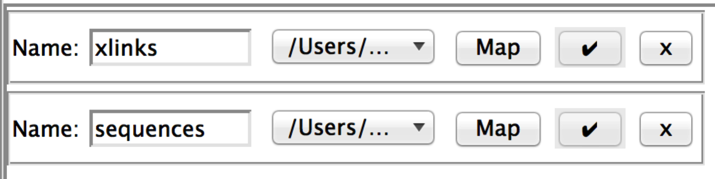 Name: xlinks /Users/... Map ✔ x
Name: sequences /Users/... Map ✔ x